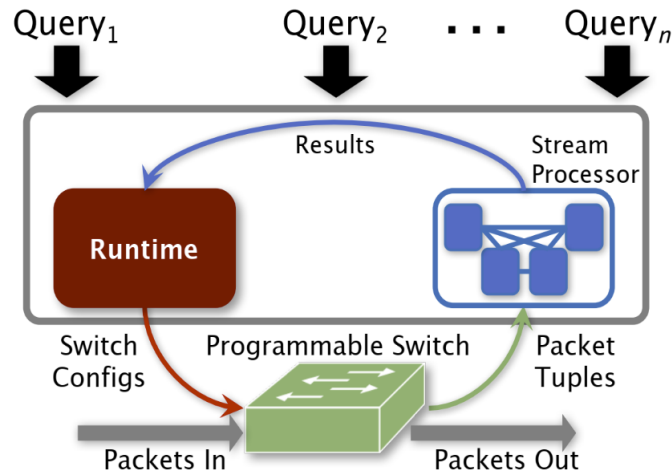 Query₁ Query₂ ... Queryₙ
Results
Stream
Processor
Runtime
Switch
Configs
Programmable Switch
Packet
Tuples
Packets In
Packets Out